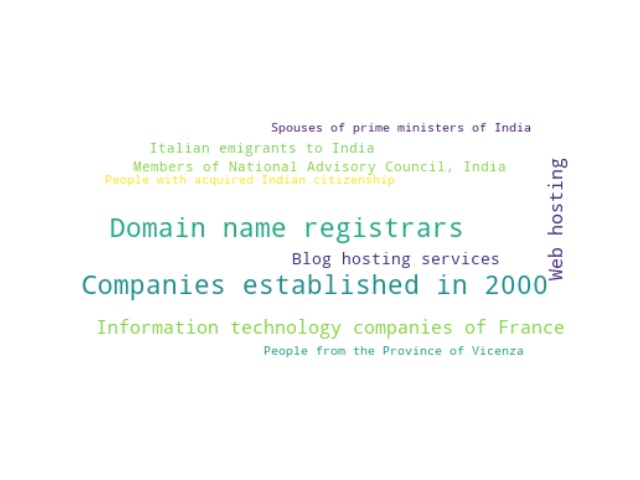 Spouses of prime ministers of India
Italian emigrants to India
Members of National Advisory Council, India
People with acquired Indian citizenship
Web hosting
Domain name registrars
Blog hosting services
Companies established in 2000
Information technology companies of France
People from the Province of Vicenza